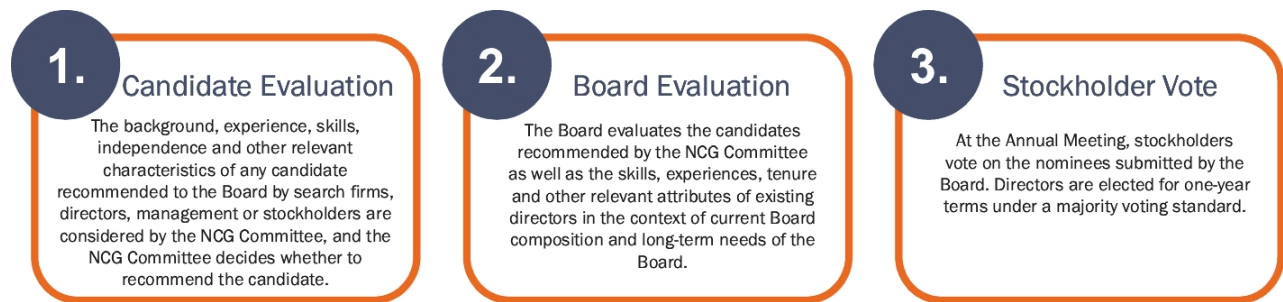 1.
Candidate Evaluation
The background, experience, skills,
independence and other relevant
characteristics of any candidate
recommended to the Board by search firms,
directors, management or stockholders are
considered by the NCG Committee, and the
NCG Committee decides whether to
recommend the candidate.
2.
Board Evaluation
The Board evaluates the candidates
recommended by the NCG Committee
as well as the skills, experiences, tenure
and other relevant attributes of existing
directors in the context of current Board
composition and long-term needs of the
Board.
3.
Stockholder Vote
At the Annual Meeting, stockholders
vote on the nominees submitted by the
Board. Directors are elected for one-year
terms under a majority voting standard.